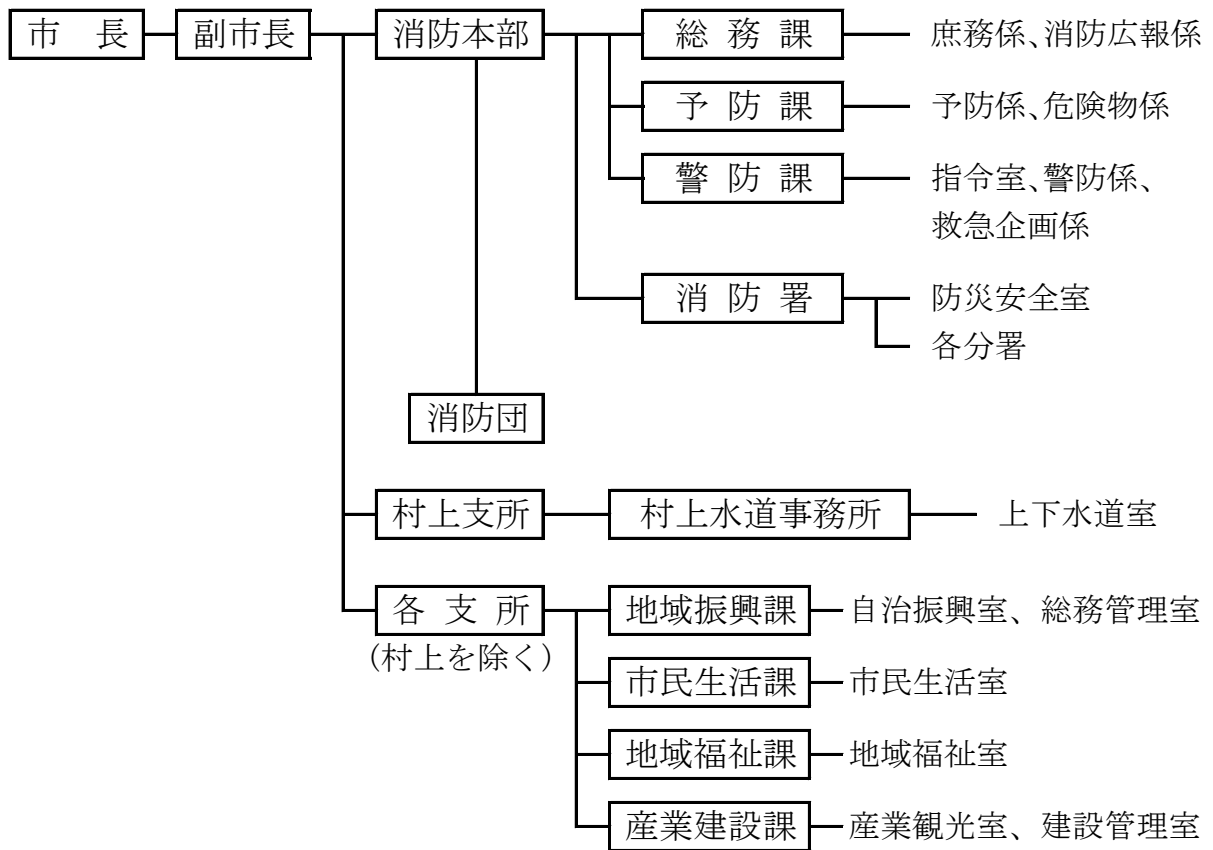 市　長　副市長　消防本部　総　務　課　庶務係、消防広報係
予　防　課　予防係、危険物係
警　防　課　指令室、警防係、
救急企画係
消　防　署　防災安全室
各分署
消防団
村上支所　村上水道事務所　上下水道室
各　支　所　地域振興課　自治振興室、総務管理室
(村上を除く)
市民生活課　市民生活室
地域福祉課　地域福祉室
産業建設課　産業観光室、建設管理室